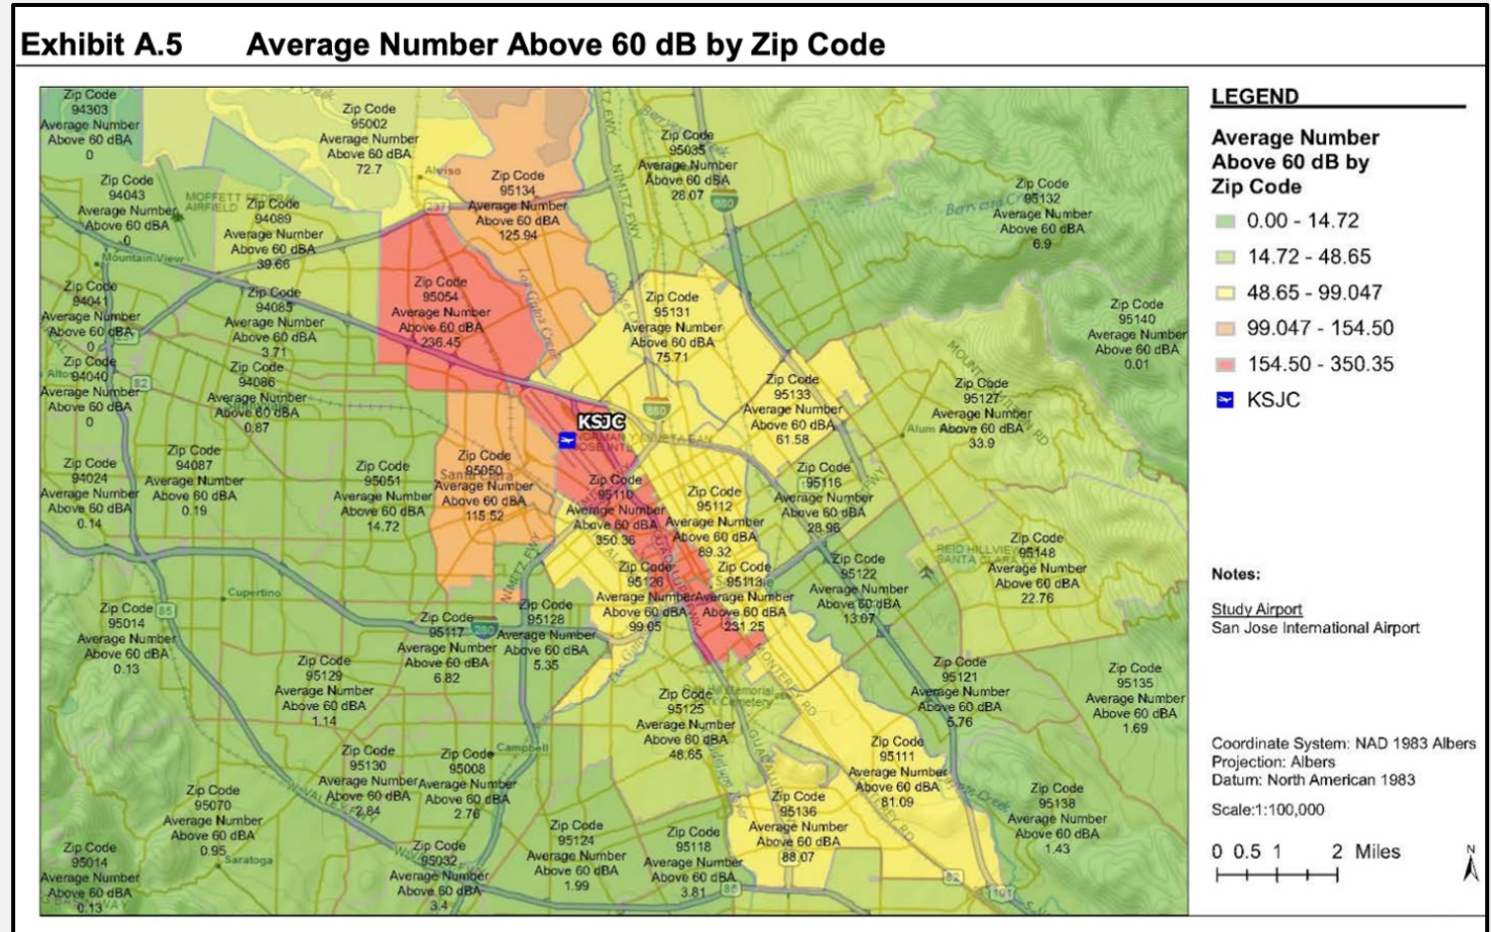 Exhibit A.5 Average Number Above 60 dB by Zip Code
Zip Code
94303
Average Number
Above 60 dBA
0
Zip Code
95002
Average Number
Above 60 dBA
72.7
Alviso
Zip Code
95035
Average Number
Above 60 dBA
28.07
NIMITZ FWY
680
Zip Code
94043
Average Number
Above 60 dBA
0
MOFFETT FEDERAL
AIRFIELD
Mountain View
Zip Code
94089
Average Number
Above 60 dBA
39.66
237
Zip Code
95134
Average Number
Above 60 dBA
125.94
Zip Code
95132
Average Number
Above 60 dBA
6.9
Zip Code
94041
Average Number
Above 60 dBA
0
Zip Code
94085
Average Number
Above 60 dBA
3.71
Zip Code
95054
Average Number
Above 60 dBA
236.45
Zip Code
95131
Average Number
Above 60 dBA
75.71
Zip Code
95140
Average Number
Above 60 dBA
0.01
Zip Code
94040
Average Number
Above 60 dBA
0
82
Zip Code
94086
Average Number
Above 60 dBA
0.87
Zip Code
95133
Average Number
Above 60 dBA
61.58
Zip Code
95127
Average Number
Above 60 dBA
33.9
880
KSJC
Zip Code
94024
Average Number
Above 60 dBA
0.14
Zip Code
94087
Average Number
Above 60 dBA
0.19
Zip Code
95051
Average Number
Above 60 dBA
14.72
Santa Clara
Zip Code
95050
Average Number
Above 60 dBA
115.52
Zip Code
95110
Average Number
Above 60 dBA
350.36
Zip Code
95112
Average Number
Above 60 dBA
89.32
Zip Code
95116
Average Number
Above 60 dBA
28.96
Zip Code
95148
Average Number
Above 60 dBA
22.76
Zip Code
95126
Average Number
Above 60 dBA
99.05
Zip Code
95113
Average Number
Above 60 dBA
231.25
Zip Code
95122
Average Number
Above 60 dBA
13.07
Cupertino
85
Zip Code
95014
Average Number
Above 60 dBA
0.13
Zip Code
95117
Average Number
Above 60 dBA
6.82
280
Zip Code
95128
Average Number
Above 60 dBA
5.35
Zip Code
95129
Average Number
Above 60 dBA
1.14
Zip Code
95125
Average Number
Above 60 dBA
48.65
MONTEREY RD
Zip Code
95121
Average Number
Above 60 dBA
5.76
Zip Code
95135
Average Number
Above 60 dBA
1.69
Campbell
Zip Code
95130
Average Number
Above 60 dBA
2.84
Zip Code
95008
Average Number
Above 60 dBA
2.76
Zip Code
95111
Average Number
Above 60 dBA
81.09
Zip Code
95070
Average Number
Above 60 dBA
0.95
Saratoga
Zip Code
95136
Average Number
Above 60 dBA
88.07
Zip Code
95138
Average Number
Above 60 dBA
1.43
Zip Code
95014
Average Number
Above 60 dBA
0.13
Zip Code
95032
Average Number
Above 60 dBA
3.4
Zip Code
95124
Average Number
Above 60 dBA
1.99
Zip Code
95118
Average Number
Above 60 dBA
3.81
85
82
101
LEGEND
Average Number
Above 60 dB by
Zip Code
0.00 - 14.72
14.72 - 48.65
48.65 - 99.047
99.047 - 154.50
154.50 - 350.35
KSJC
Notes:
Study Airport
San Jose International Airport
Coordinate System: NAD 1983 Albers
Projection: Albers
Datum: North American 1983
Scale:1:100,000
0 0.5 1 2 Miles
N